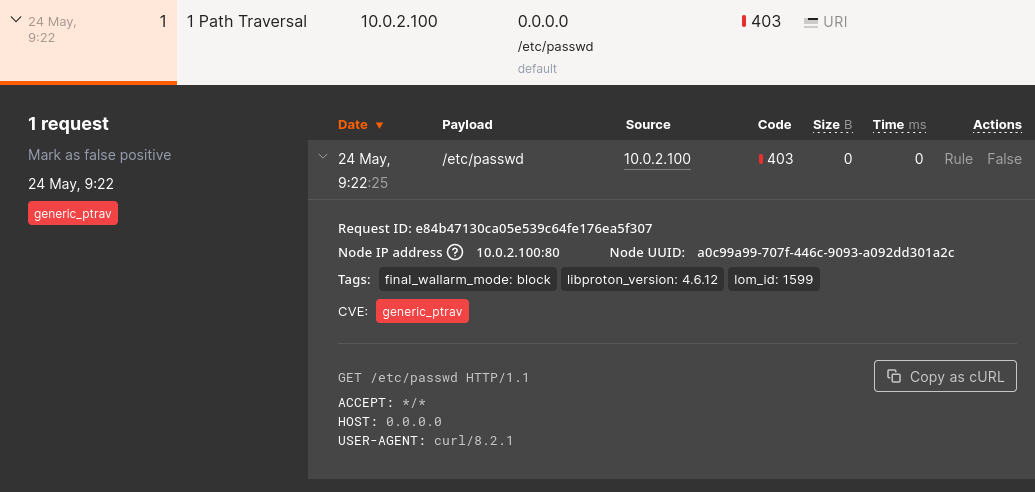 24 May, 9:22 1 1 Path Traversal 10.0.2.100 0.0.0.0 403 URI
/etc/passwd
default
1 request
Mark as false positive
24 May, 9:22
generic_ptrav
Date ▼ Payload Source Code Size B Time ms Actions
24 May, 9:22:25 /etc/passwd 10.0.2.100 403 0 0 Rule False
Request ID: e84b47130ca05e539c64fe176ea5f307
Node IP address ? 10.0.2.100:80 Node UUID: a0c99a99-707f-446c-9093-a092dd301a2c
Tags: final_wallarm_mode: block libproton_version: 4.6.12 lom_id: 1599
CVE: generic_ptrav
GET /etc/passwd HTTP/1.1 Copy as cURL
ACCEPT: */*
HOST: 0.0.0.0
USER-AGENT: curl/8.2.1